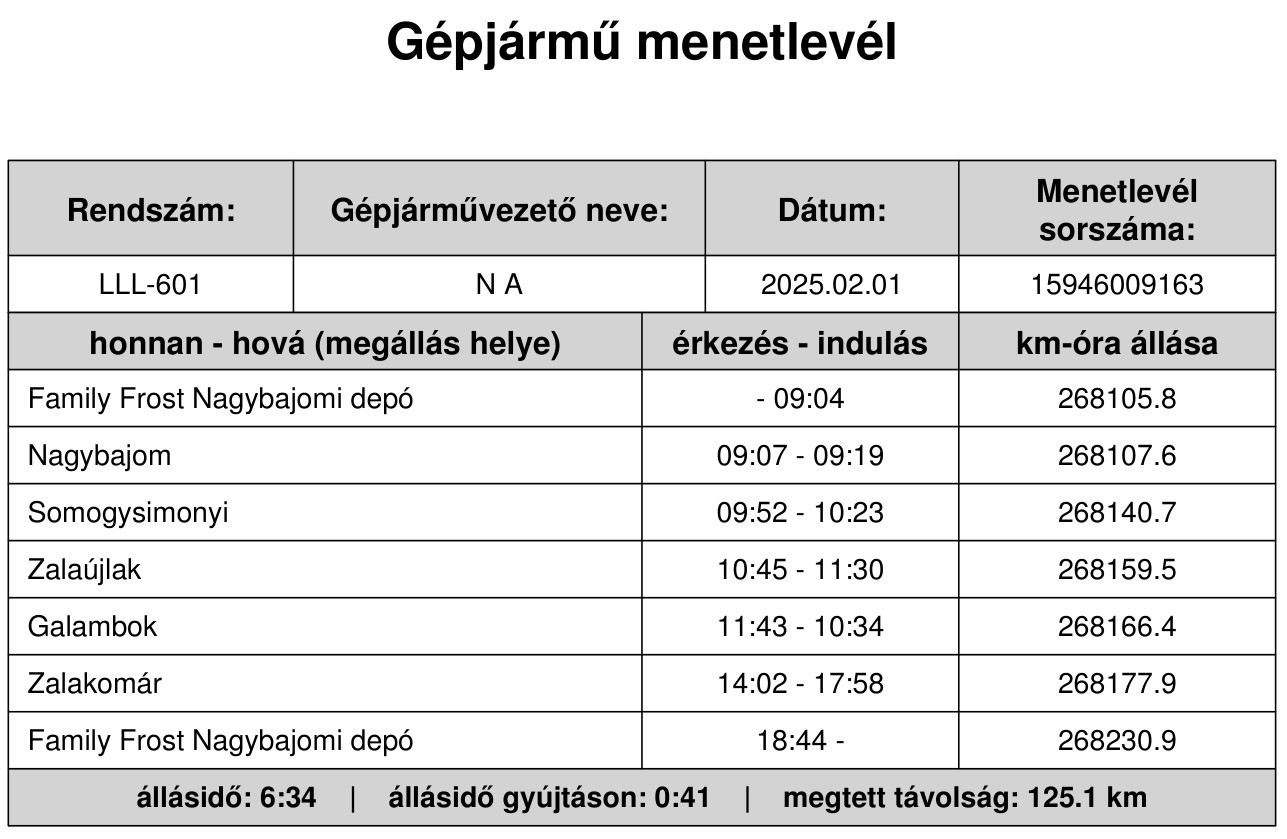 Gépjármű menetlevél
Rendszám: Gépjárművezető neve: Dátum: Menetlevél sorszáma:
LLL-601 N A 2025.02.01 15946009163
honnan - hová (megállás helye) érkezés - indulás km-óra állása
Family Frost Nagybajomi depó - 09:04 268105.8
Nagybajom 09:07 - 09:19 268107.6
Somogysimonyi 09:52 - 10:23 268140.7
Zalaújlak 10:45 - 11:30 268159.5
Galambok 11:43 - 10:34 268166.4
Zalakomár 14:02 - 17:58 268177.9
Family Frost Nagybajomi depó 18:44 - 268230.9
állásidő: 6:34 | állásidő gyújtáson: 0:41 | megtett távolság: 125.1 km